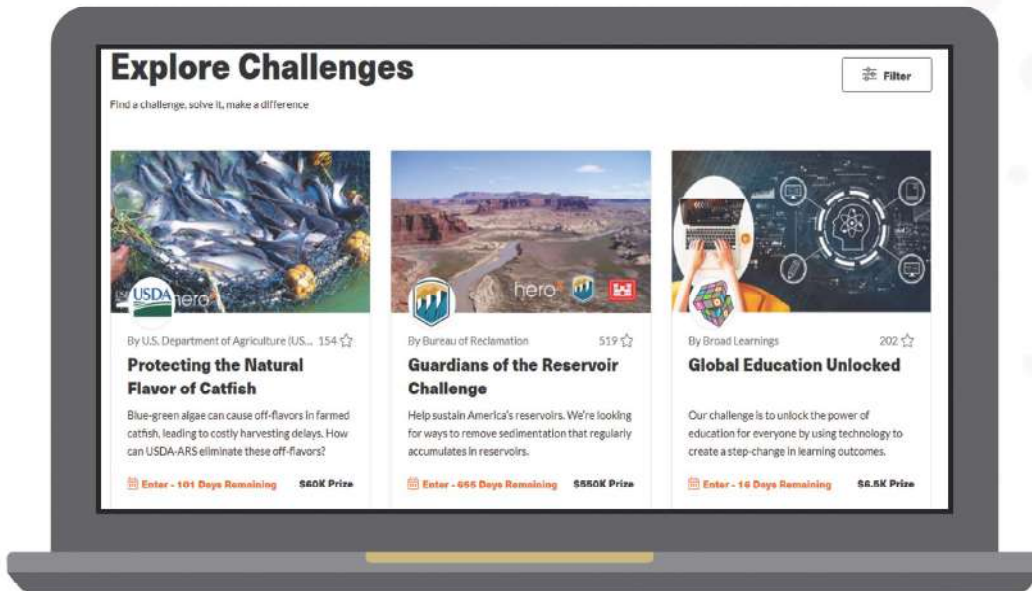 Explore Challenges
Filter
Find a challenge, solve it, make a difference
USDA
hero
hero
By U.S. Department of Agriculture (US... 154
Protecting the Natural
Flavor of Catfish
Blue-green algae can cause off-flavors in farmed
catfish, leading to costly harvesting delays. How
can USDA-ARS eliminate these off-flavors?
Enter - 101 Days Remaining $60K Prize
By Bureau of Reclamation 519
Guardians of the Reservoir
Challenge
Help sustain America's reservoirs. We're looking
for ways to remove sedimentation that regularly
accumulates in reservoirs.
Enter - 655 Days Remaining $550K Prize
By Broad Learnings 202
Global Education Unlocked
Our challenge is to unlock the power of
education for everyone by using technology to
create a step-change in learning outcomes.
Enter - 16 Days Remaining $6.5K Prize